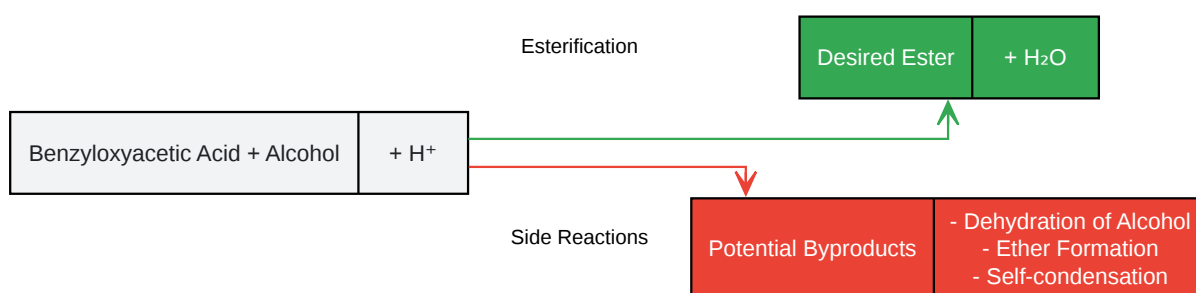 Esterification
Desired Ester
+ H₂O
Benzyloxyacetic Acid + Alcohol
+ H⁺
Side Reactions
Potential Byproducts
- Dehydration of Alcohol
- Ether Formation
- Self-condensation